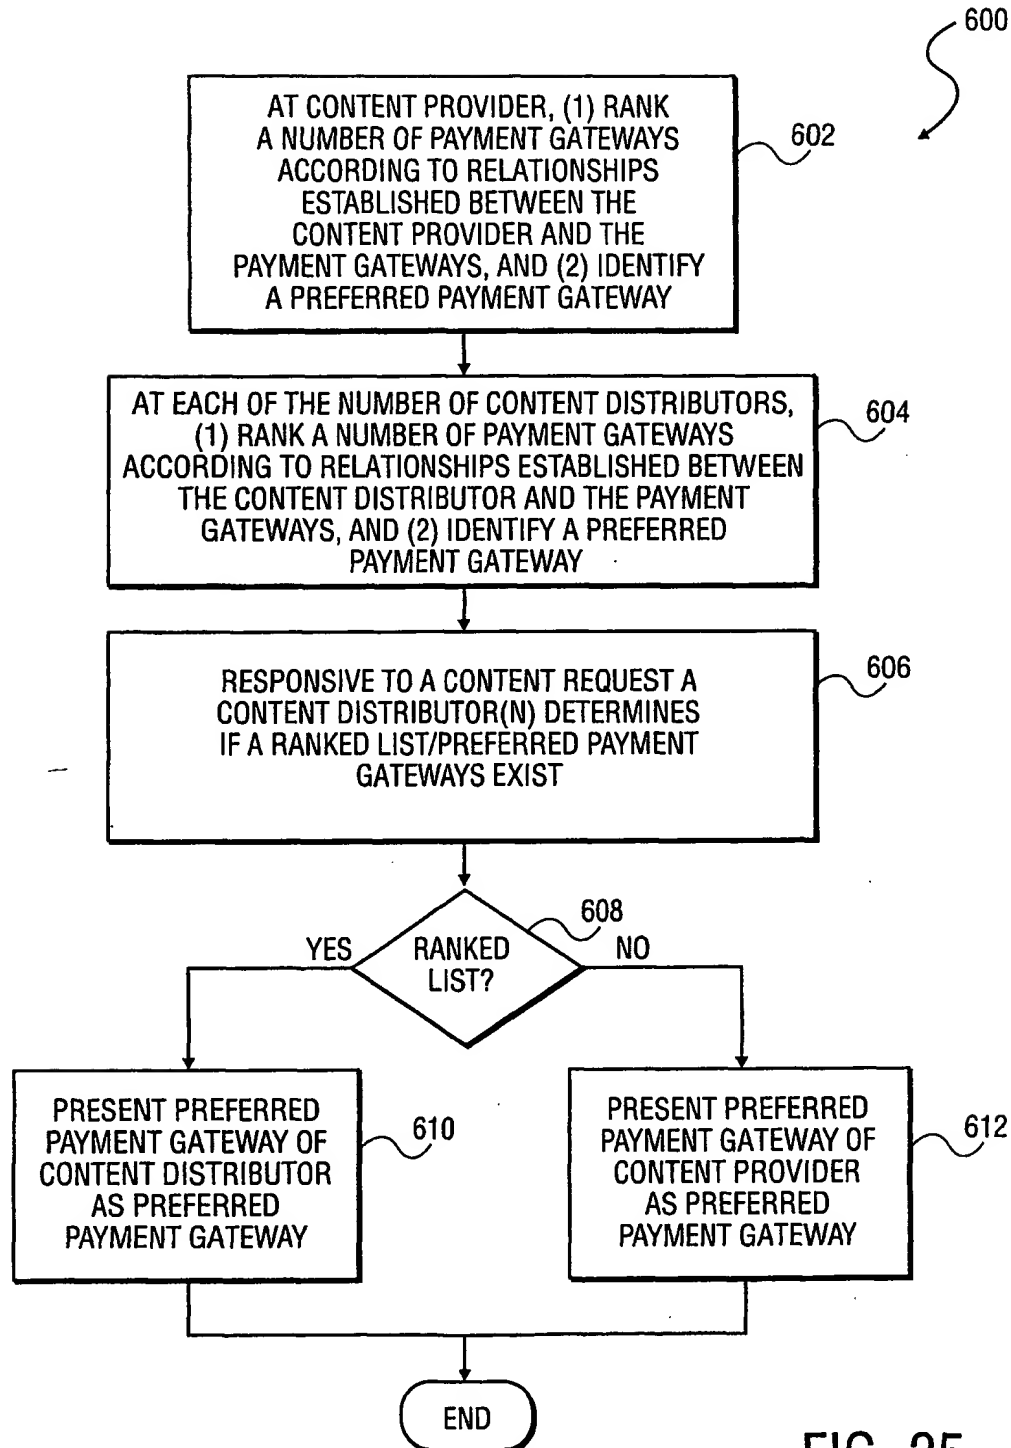 600
AT CONTENT PROVIDER, (1) RANK
A NUMBER OF PAYMENT GATEWAYS
ACCORDING TO RELATIONSHIPS
ESTABLISHED BETWEEN THE
CONTENT PROVIDER AND THE
PAYMENT GATEWAYS, AND (2) IDENTIFY
A PREFERRED PAYMENT GATEWAY
602
AT EACH OF THE NUMBER OF CONTENT DISTRIBUTORS,
(1) RANK A NUMBER OF PAYMENT GATEWAYS
ACCORDING TO RELATIONSHIPS ESTABLISHED BETWEEN
THE CONTENT DISTRIBUTOR AND THE PAYMENT
GATEWAYS, AND (2) IDENTIFY A PREFERRED
PAYMENT GATEWAY
604
RESPONSIVE TO A CONTENT REQUEST A
CONTENT DISTRIBUTOR(N) DETERMINES
IF A RANKED LIST/PREFERRED PAYMENT
GATEWAYS EXIST
606
608
YES
RANKED
LIST?
NO
PRESENT PREFERRED
PAYMENT GATEWAY OF
CONTENT DISTRIBUTOR
AS PREFERRED
PAYMENT GATEWAY
610
PRESENT PREFERRED
PAYMENT GATEWAY OF
CONTENT PROVIDER
AS PREFERRED
PAYMENT GATEWAY
612
END
FIG. 25